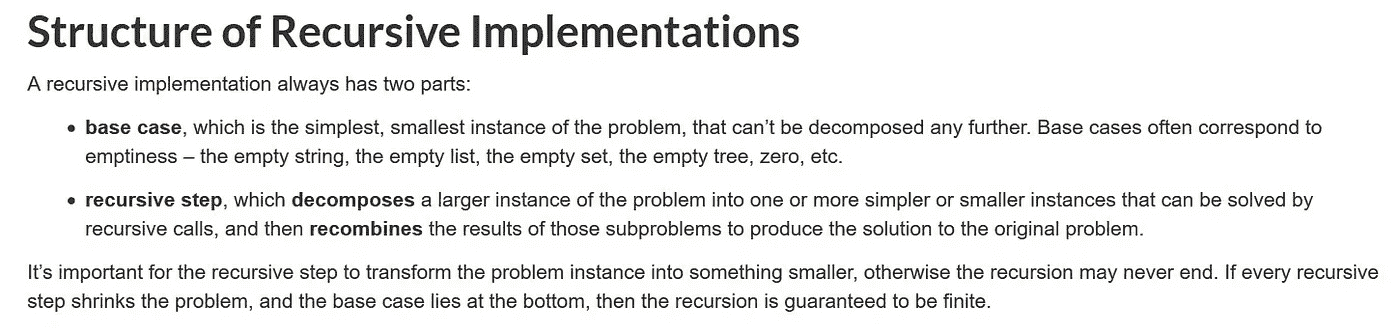 Structure of Recursive Implementations
A recursive implementation always has two parts:
• base case, which is the simplest, smallest instance of the problem, that can’t be decomposed any further. Base cases often correspond to
emptiness – the empty string, the empty list, the empty set, the empty tree, zero, etc.
• recursive step, which decomposes a larger instance of the problem into one or more simpler or smaller instances that can be solved by
recursive calls, and then recombines the results of those subproblems to produce the solution to the original problem.
It’s important for the recursive step to transform the problem instance into something smaller, otherwise the recursion may never end. If every recursive
step shrinks the problem, and the base case lies at the bottom, then the recursion is guaranteed to be finite.